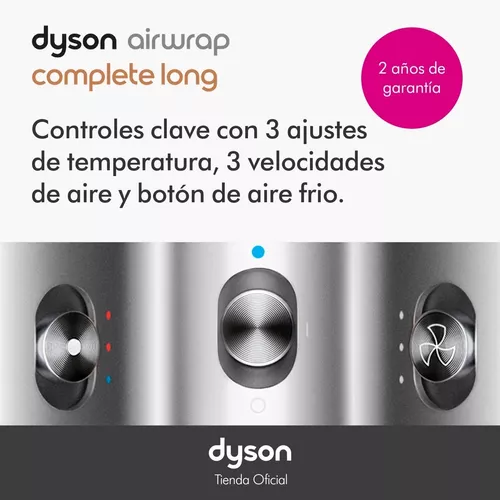 dyson airwrap
complete long
2 años de
garantía
Controles clave con 3 ajustes
de temperatura, 3 velocidades
de aire y botón de aire frio.
dyson
Tienda Oficial